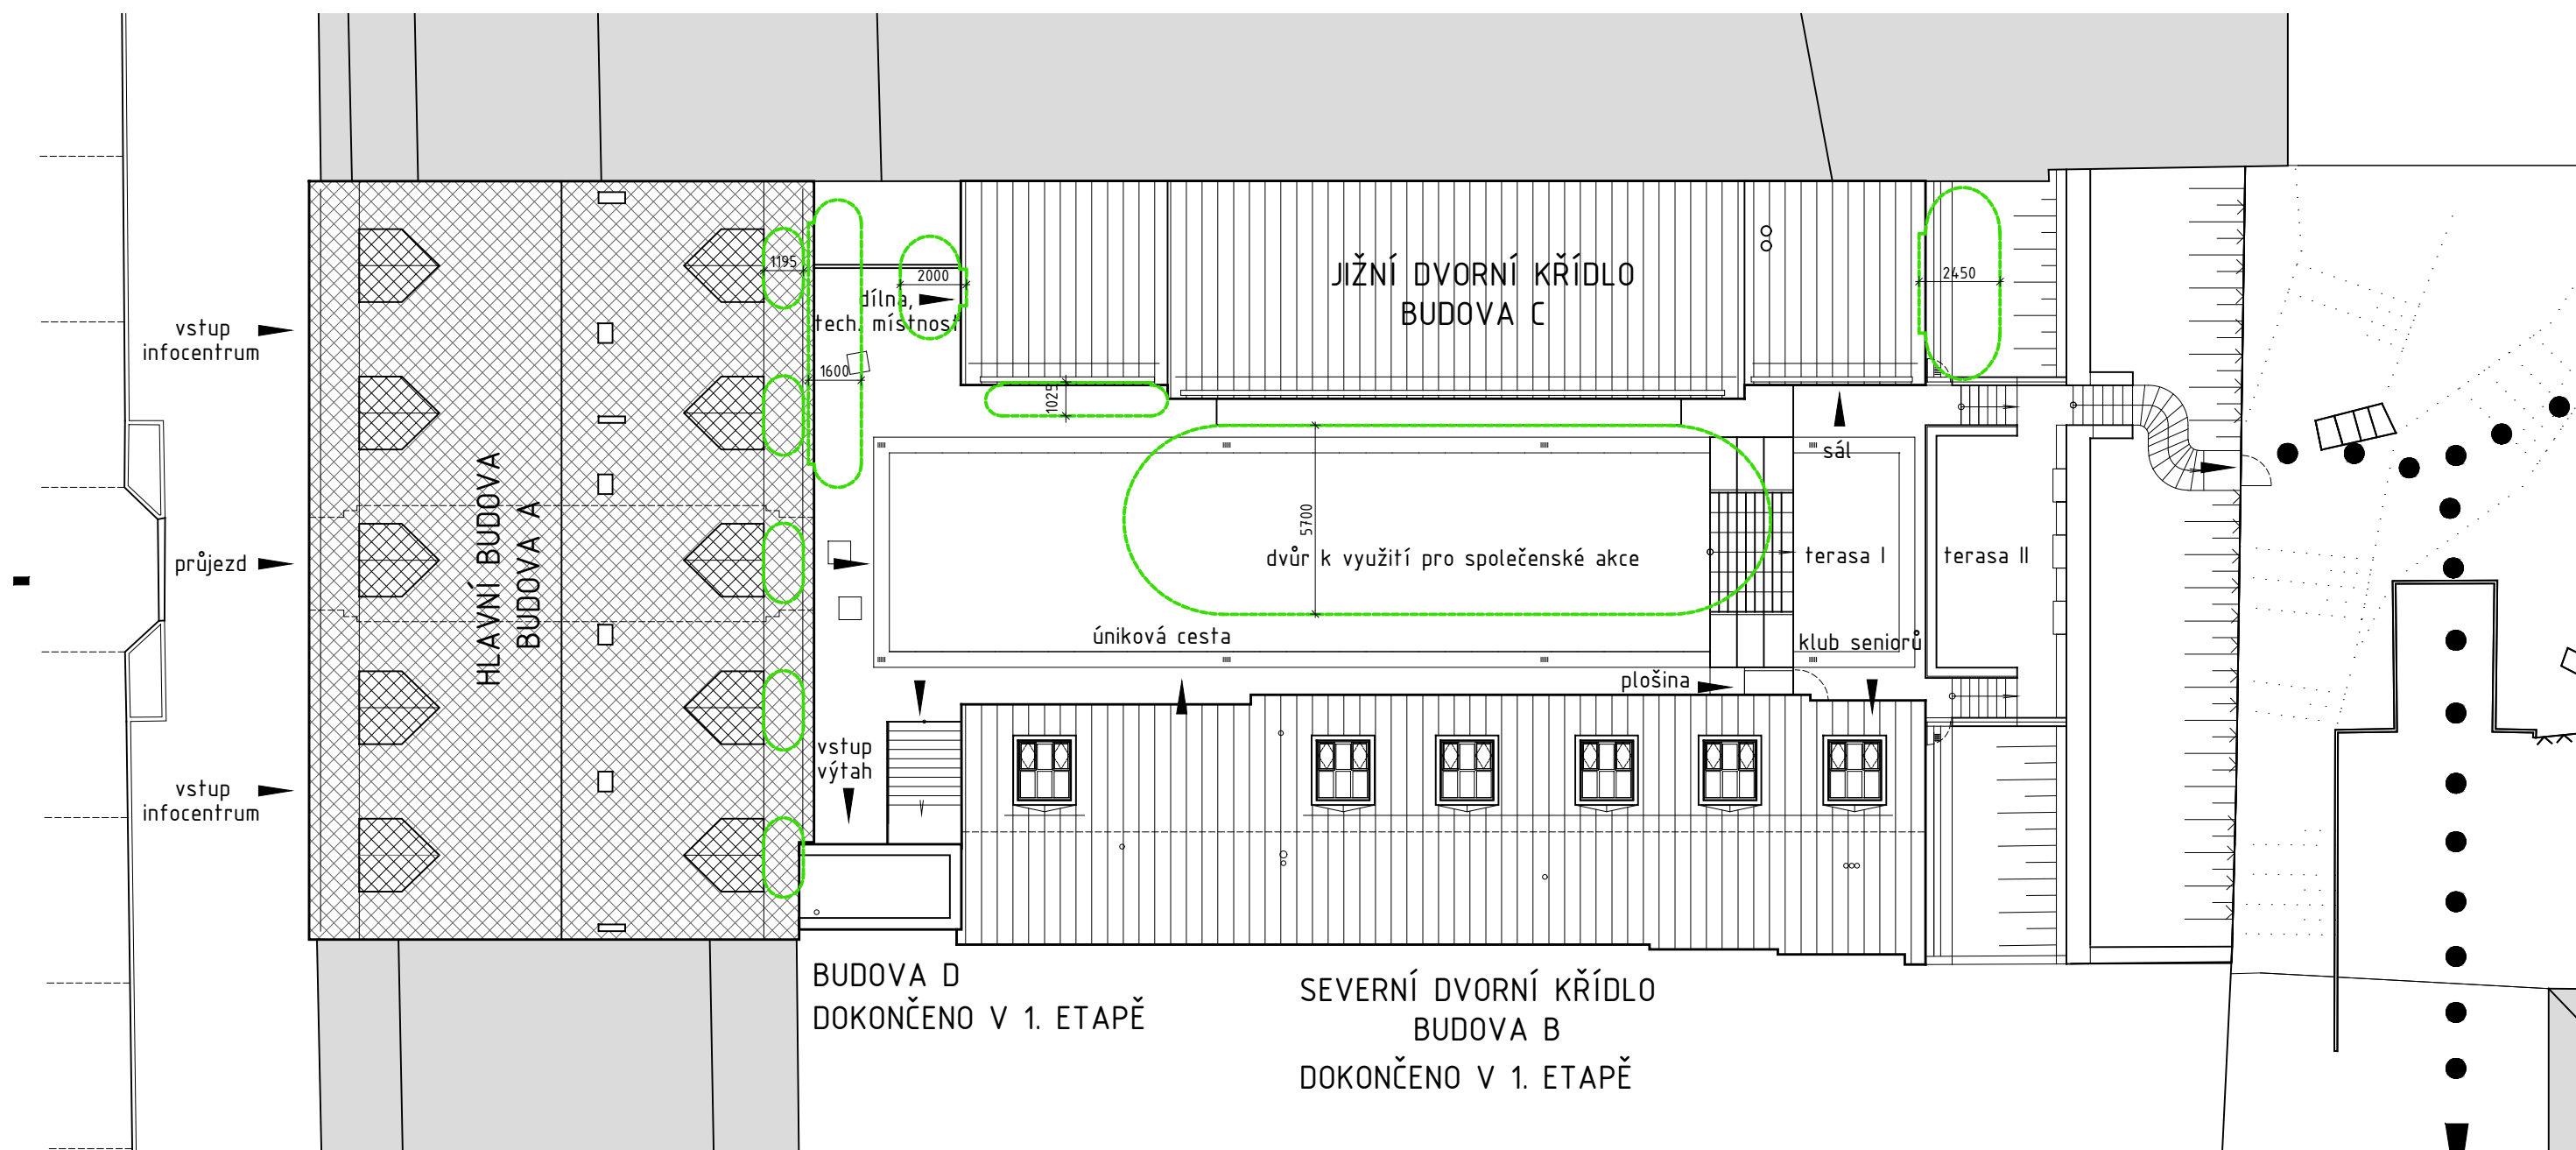 JIŽNÍ DVORNÍ KŘÍDLO
BUDOVA C
1195
2000
2450
dílna,
tech. místnost
vstup
infocentrum
1600
1025
HLAVNÍ BUDOVA
BUDOVA A
sál
5700
průjezd
dvůr k využití pro společenské akce
terasa I
terasa II
úniková cesta
klub seniorů
plošina
vstup
výtah
vstup
infocentrum
BUDOVA D
DOKONČENO V 1. ETAPĚ
SEVERNÍ DVORNÍ KŘÍDLO
BUDOVA B
DOKONČENO V 1. ETAPĚ